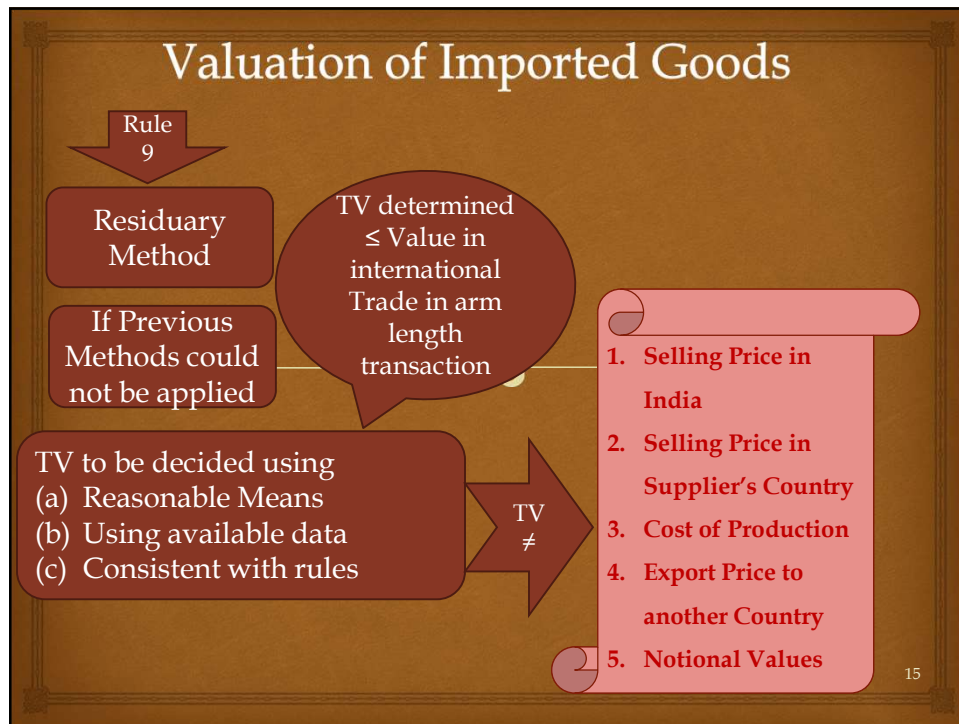 Valuation of Imported Goods
Rule
9
Residuary
Method
If Previous
Methods could
not be applied
TV determined
≤ Value in
international
Trade in arm
length
transaction
TV to be decided using
(a) Reasonable Means
(b) Using available data
(c) Consistent with rules
TV
≠
1. Selling Price in
India
2. Selling Price in
Supplier’s Country
3. Cost of Production
4. Export Price to
another Country
5. Notional Values
15